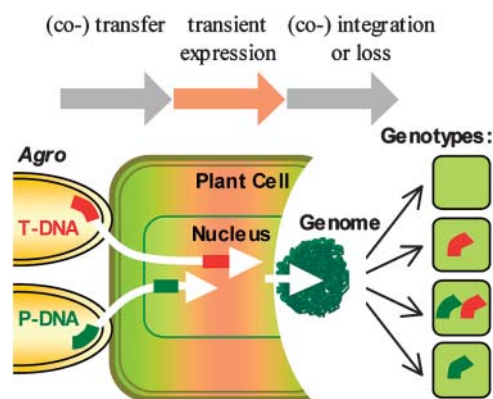 (co-) transfer
transient
expression
(co-) integration
or loss
Genotypes:
Agro
Plant Cell
T-DNA
Nucleus
Genome
P-DNA